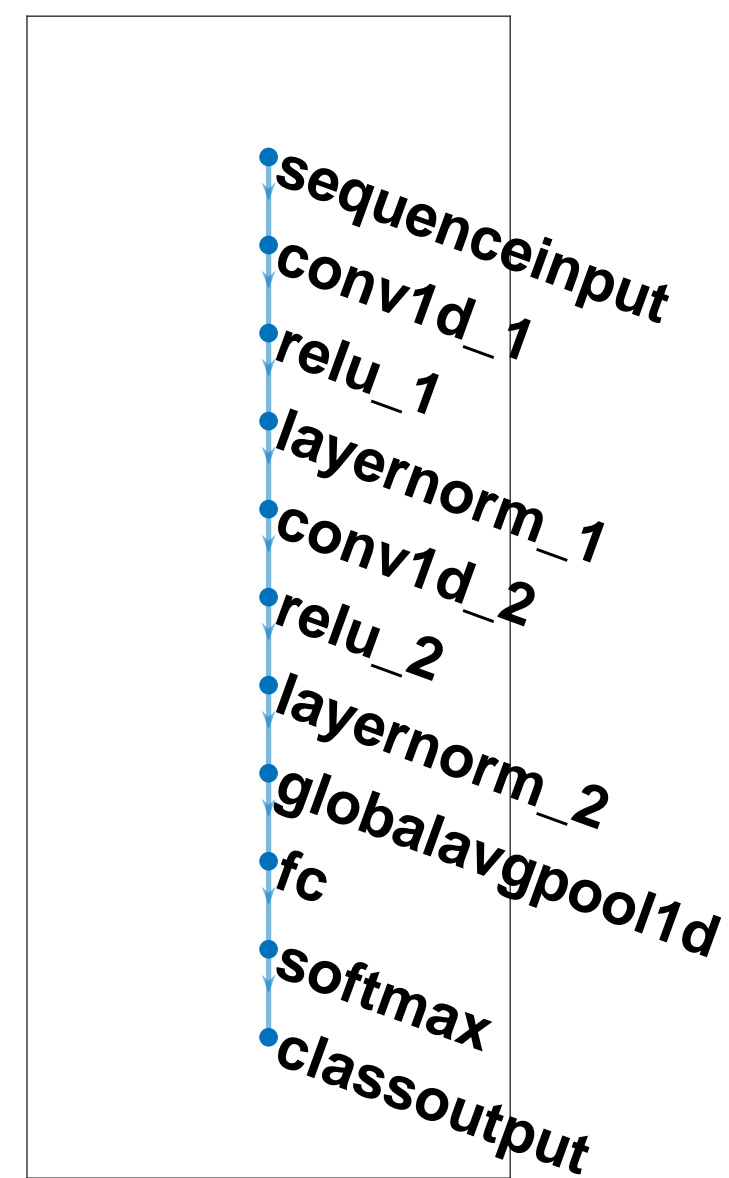 sequenceinput
conv1d_1
relu_1
layernorm_1
conv1d_2
relu_2
layernorm_2
globalavgpool1d
fc
softmax
classoutput